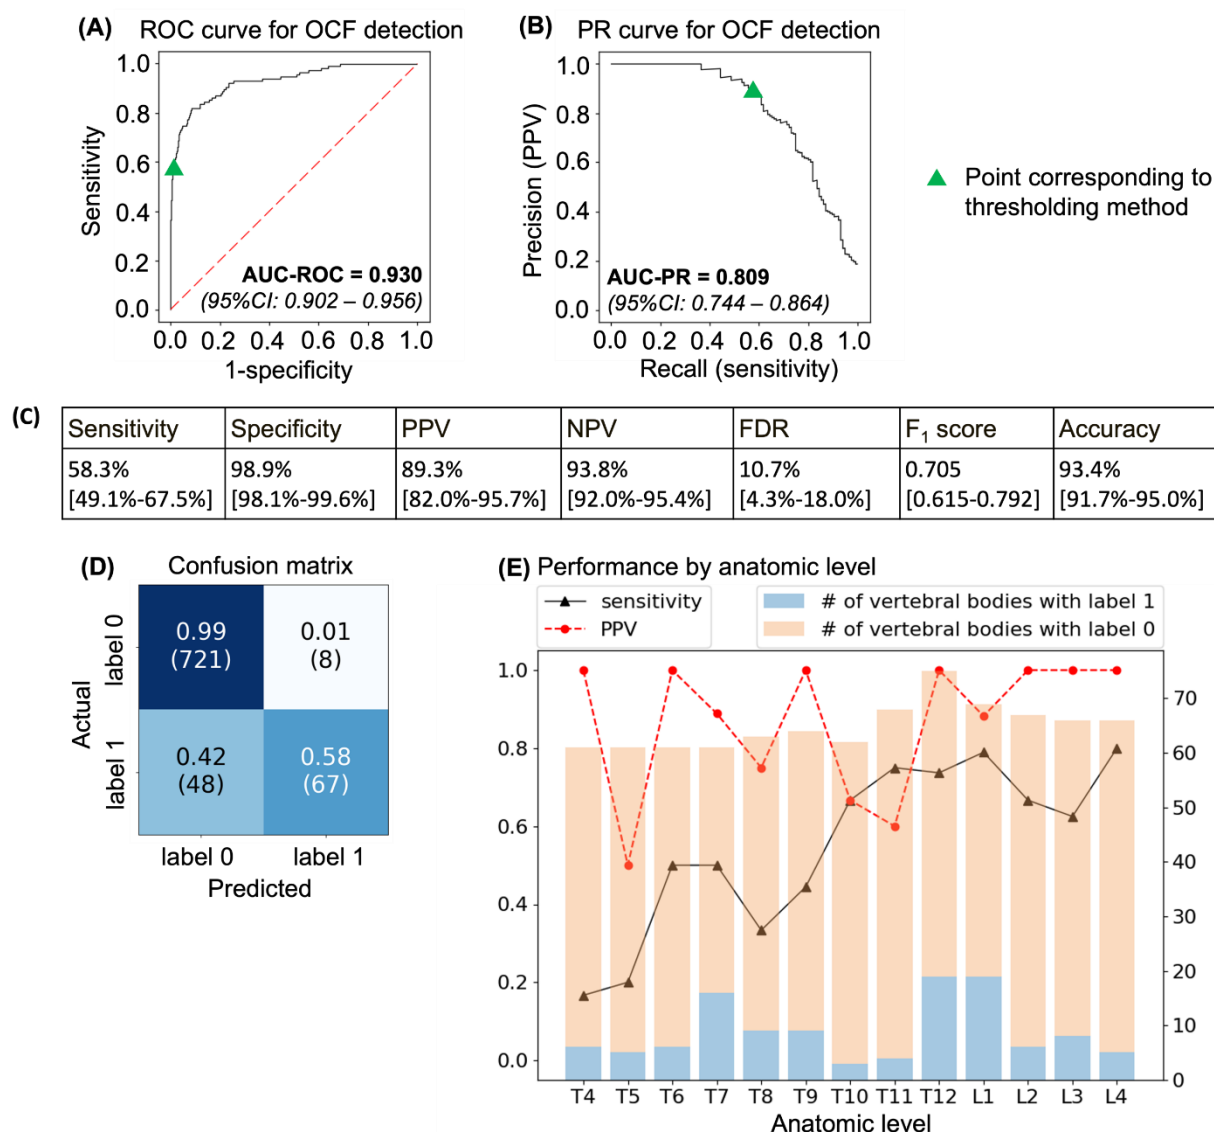 (A) ROC curve for OCF detection
1.0
0.8
0.6
0.4
0.2
0.0
Sensitivity
AUC-ROC = 0.930
(95%CI: 0.902 – 0.956)
0.0 0.2 0.4 0.6 0.8 1.0
1-specificity
(B) PR curve for OCF detection
1.0
0.8
0.6
0.4
0.2
0.0
Precision (PPV)
AUC-PR = 0.809
(95%CI: 0.744 – 0.864)
0.0 0.2 0.4 0.6 0.8 1.0
Recall (sensitivity)
Point corresponding to
thresholding method
(C)
Sensitivity Specificity PPV NPV FDR F1 score Accuracy
58.3% 98.9% 89.3% 93.8% 10.7% 0.705 93.4%
[49.1%-67.5%] [98.1%-99.6%] [82.0%-95.7%] [92.0%-95.4%] [4.3%-18.0%] [0.615-0.792] [91.7%-95.0%]
(D) Confusion matrix
Actual
label 0
0.99 0.01
(721) (8)
label 1
0.42 0.58
(48) (67)
label 0 label 1
Predicted
(E) Performance by anatomic level
sensitivity
PPV
# of vertebral bodies with label 1
# of vertebral bodies with label 0
1.0
0.8
0.6
0.4
0.2
0.0
70
60
50
40
30
20
10
0
T4 T5 T6 T7 T8 T9 T10 T11 T12 L1 L2 L3 L4
Anatomic level